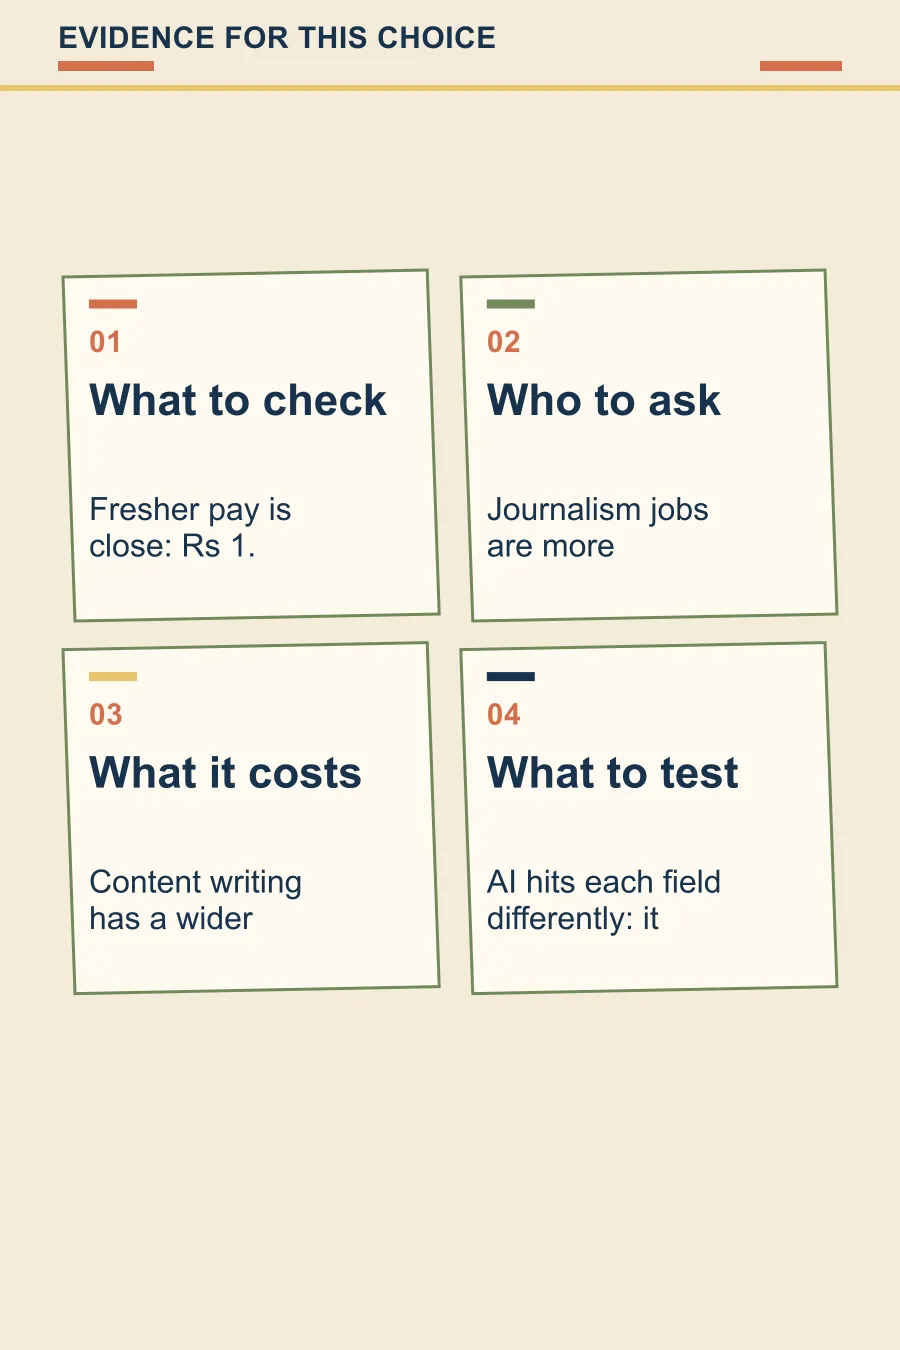 EVIDENCE FOR THIS CHOICE
01
What to check
Fresher pay is
close: Rs 1.
02
Who to ask
Journalism jobs
are more
03
What it costs
Content writing
has a wider
04
What to test
AI hits each field
differently: it